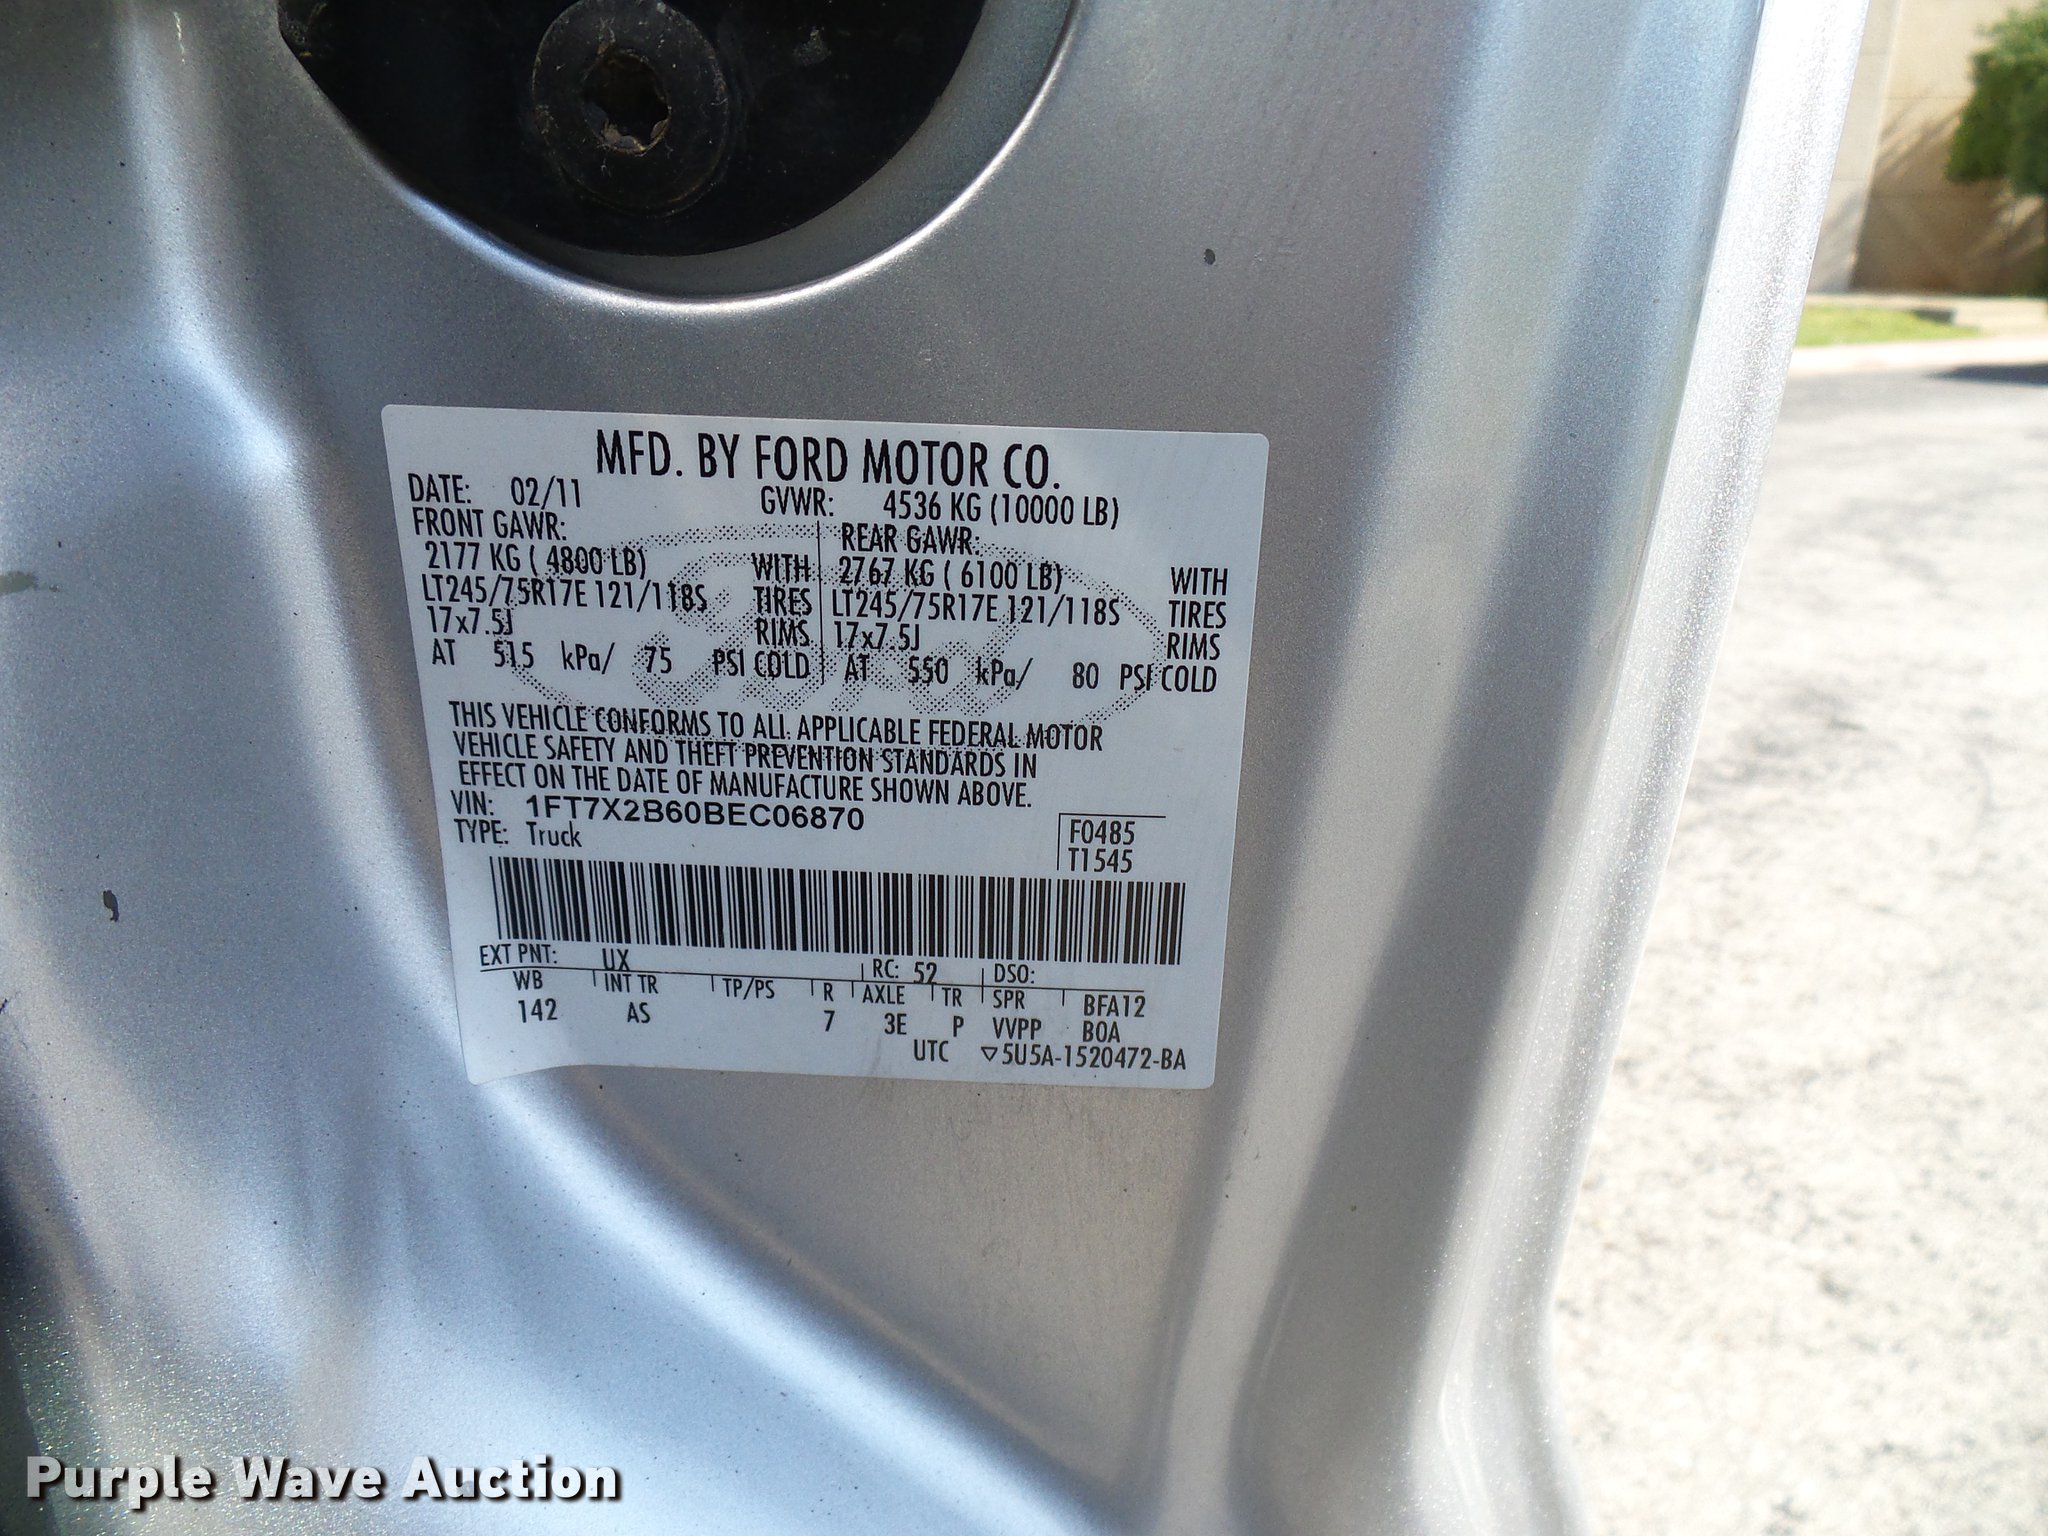 MFD. BY FORD MOTOR CO.
DATE: 02/11 GVWR: 4536 KG (10000 LB)
FRONT GAWR: REAR GAWR:
2177 KG ( 4800 LB) WITH 2767 KG ( 6100 LB) WITH
LT245/75R17E 121/118S TIRES LT245/75R17E 121/118S TIRES
17x7.5J RIMS 17x7.5J RIMS
AT 515 kPa/ 75 PSI COLD AT 550 kPa/ 80 PSI COLD
THIS VEHICLE CONFORMS TO ALL APPLICABLE FEDERAL MOTOR
VEHICLE SAFETY AND THEFT PREVENTION STANDARDS IN
EFFECT ON THE DATE OF MANUFACTURE SHOWN ABOVE.
VIN: 1FT7X2B60BEC06870
TYPE: Truck
F0485
T1545
EXT PNT: UX RC: 52 DSO:
WB INT TR TP/PS R AXLE TR SPR BFA12
142 AS 7 3E P VVPP BOA
UTC ▽5U5A-1520472-BA
Ford
Purple Wave Auction